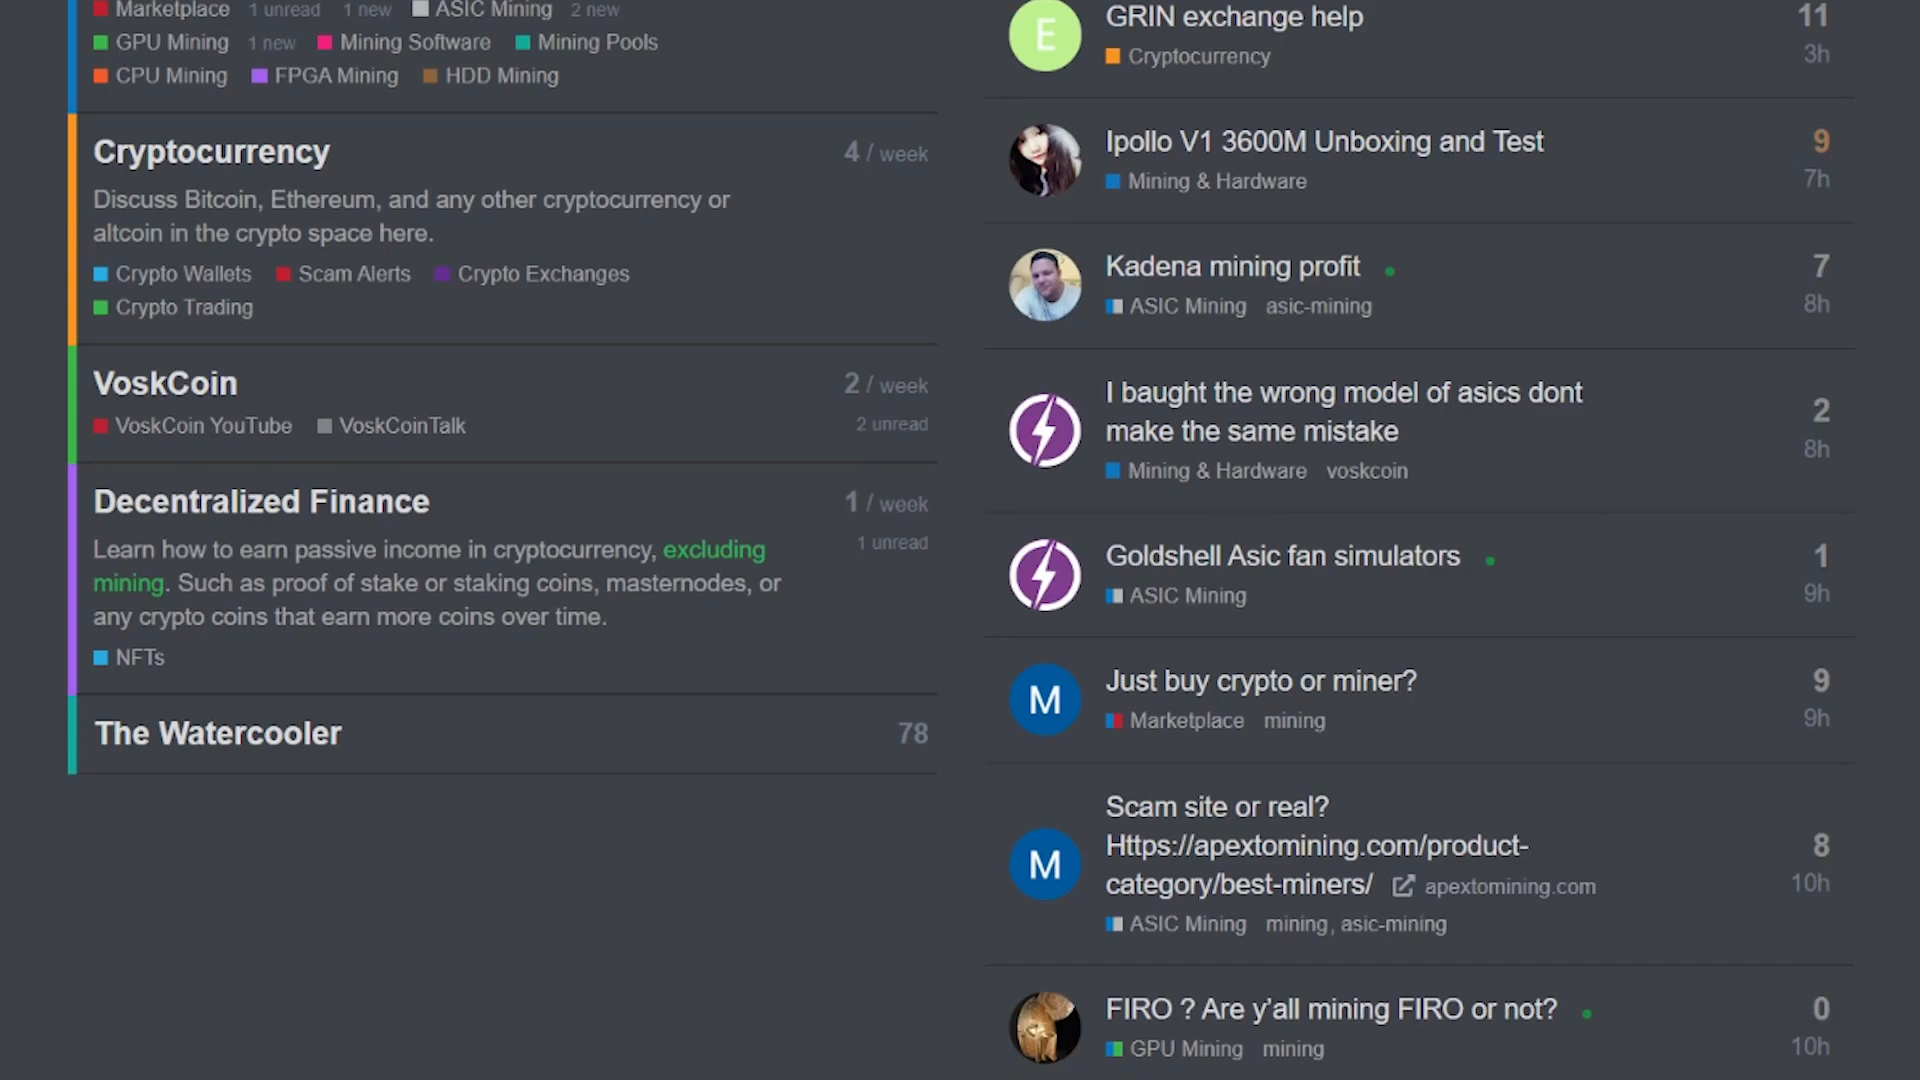 Marketplace 1 unread 1 new ASIC Mining 2 new
GPU Mining 1 new Mining Software Mining Pools
CPU Mining FPGA Mining HDD Mining
Cryptocurrency 4 / week
Discuss Bitcoin, Ethereum, and any other cryptocurrency or
altcoin in the crypto space here.
Crypto Wallets Scam Alerts Crypto Exchanges
Crypto Trading
VoskCoin 2 / week
VoskCoin YouTube VoskCoinTalk 2 unread
Decentralized Finance 1 / week
Learn how to earn passive income in cryptocurrency, excluding 1 unread
mining. Such as proof of stake or staking coins, masternodes, or
any crypto coins that earn more coins over time.
NFTs
The Watercooler 78
E
GRIN exchange help 11
Cryptocurrency 3h
Ipollo V1 3600M Unboxing and Test 9
Mining & Hardware 7h
Kadena mining profit 7
ASIC Mining asic-mining 8h
I baught the wrong model of asics dont
make the same mistake 2
Mining & Hardware voskcoin 8h
Goldshell Asic fan simulators 1
ASIC Mining 9h
M
Just buy crypto or miner? 9
Marketplace mining 9h
M
Scam site or real?
Https://apextomining.com/product- 8
category/best-miners/ apextomining.com 10h
ASIC Mining mining, asic-mining
FIRO ? Are y’all mining FIRO or not? 0
GPU Mining mining 10h